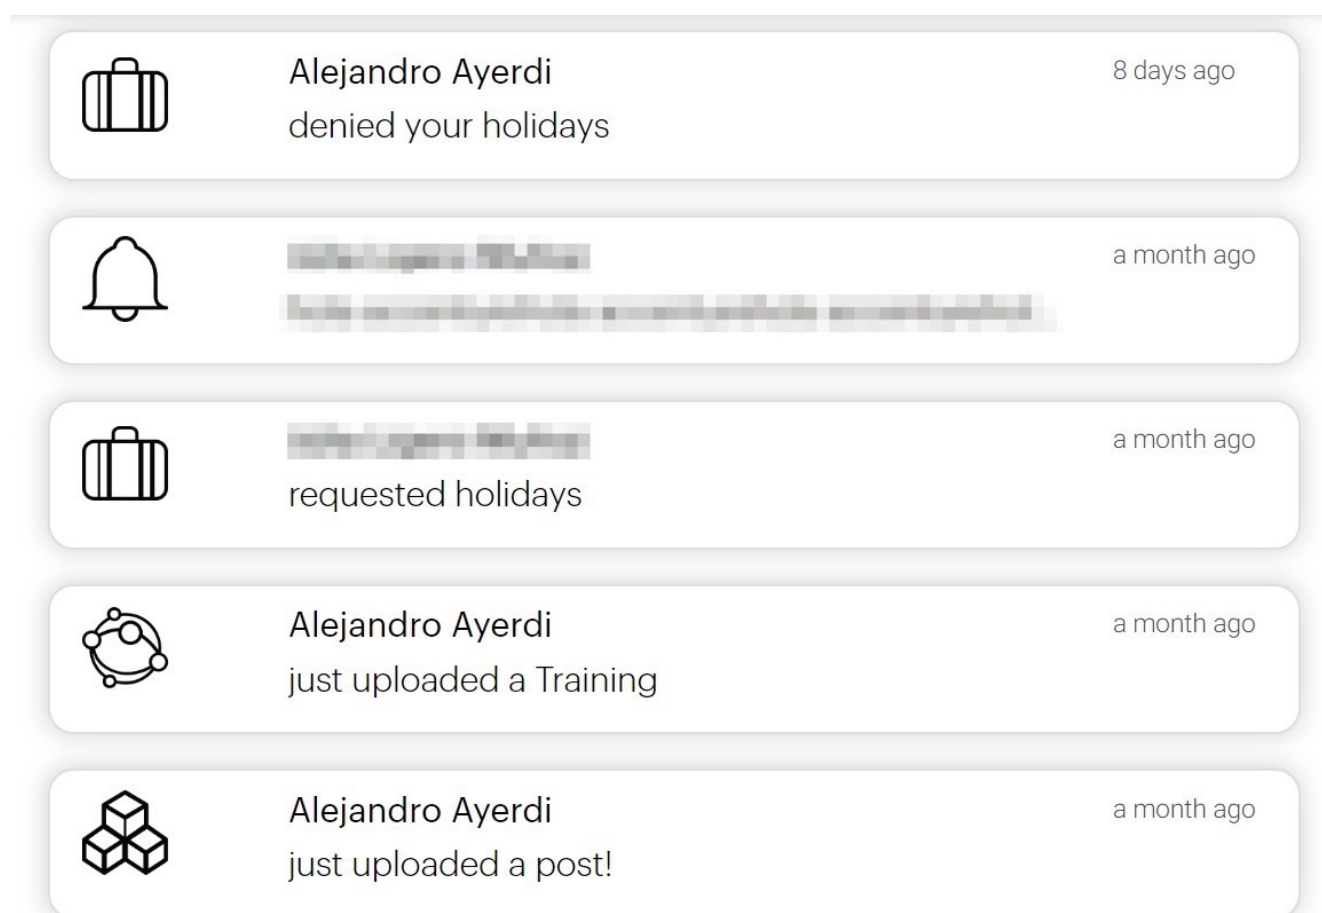 Alejandro Ayerdi
8 days ago
denied your holidays
a month ago
a month ago
requested holidays
Alejandro Ayerdi
a month ago
just uploaded a Training
Alejandro Ayerdi
a month ago
just uploaded a post!